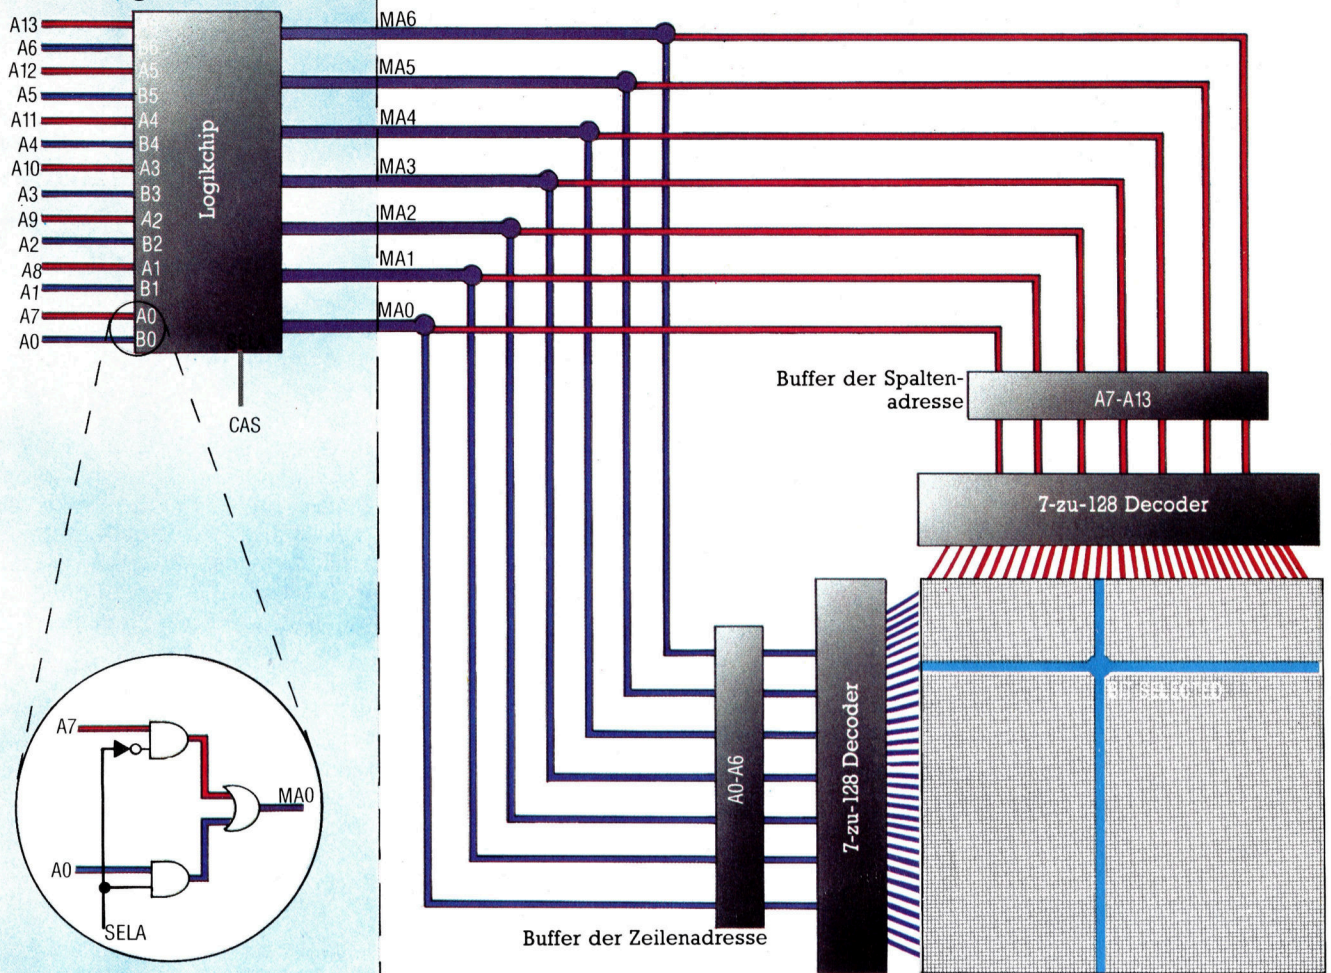 A13
A6
A12
A5
A11
A4
A10
A3
A9
A2
A8
A1
A7
A0
B6
A5
B5
A4
B4
A3
B3
A2
B2
A1
B1
A0
B0
Logikchip
CAS
MA6
MA5
MA4
MA3
MA2
MA1
MA0
Buffer der Spalten-
adresse
A7-A13
7-zu-128 Decoder
A0-A6
7-zu-128 Decoder
Buffer der Zeilenadresse
BIT SELECTED
A7
MA0
A0
SELA